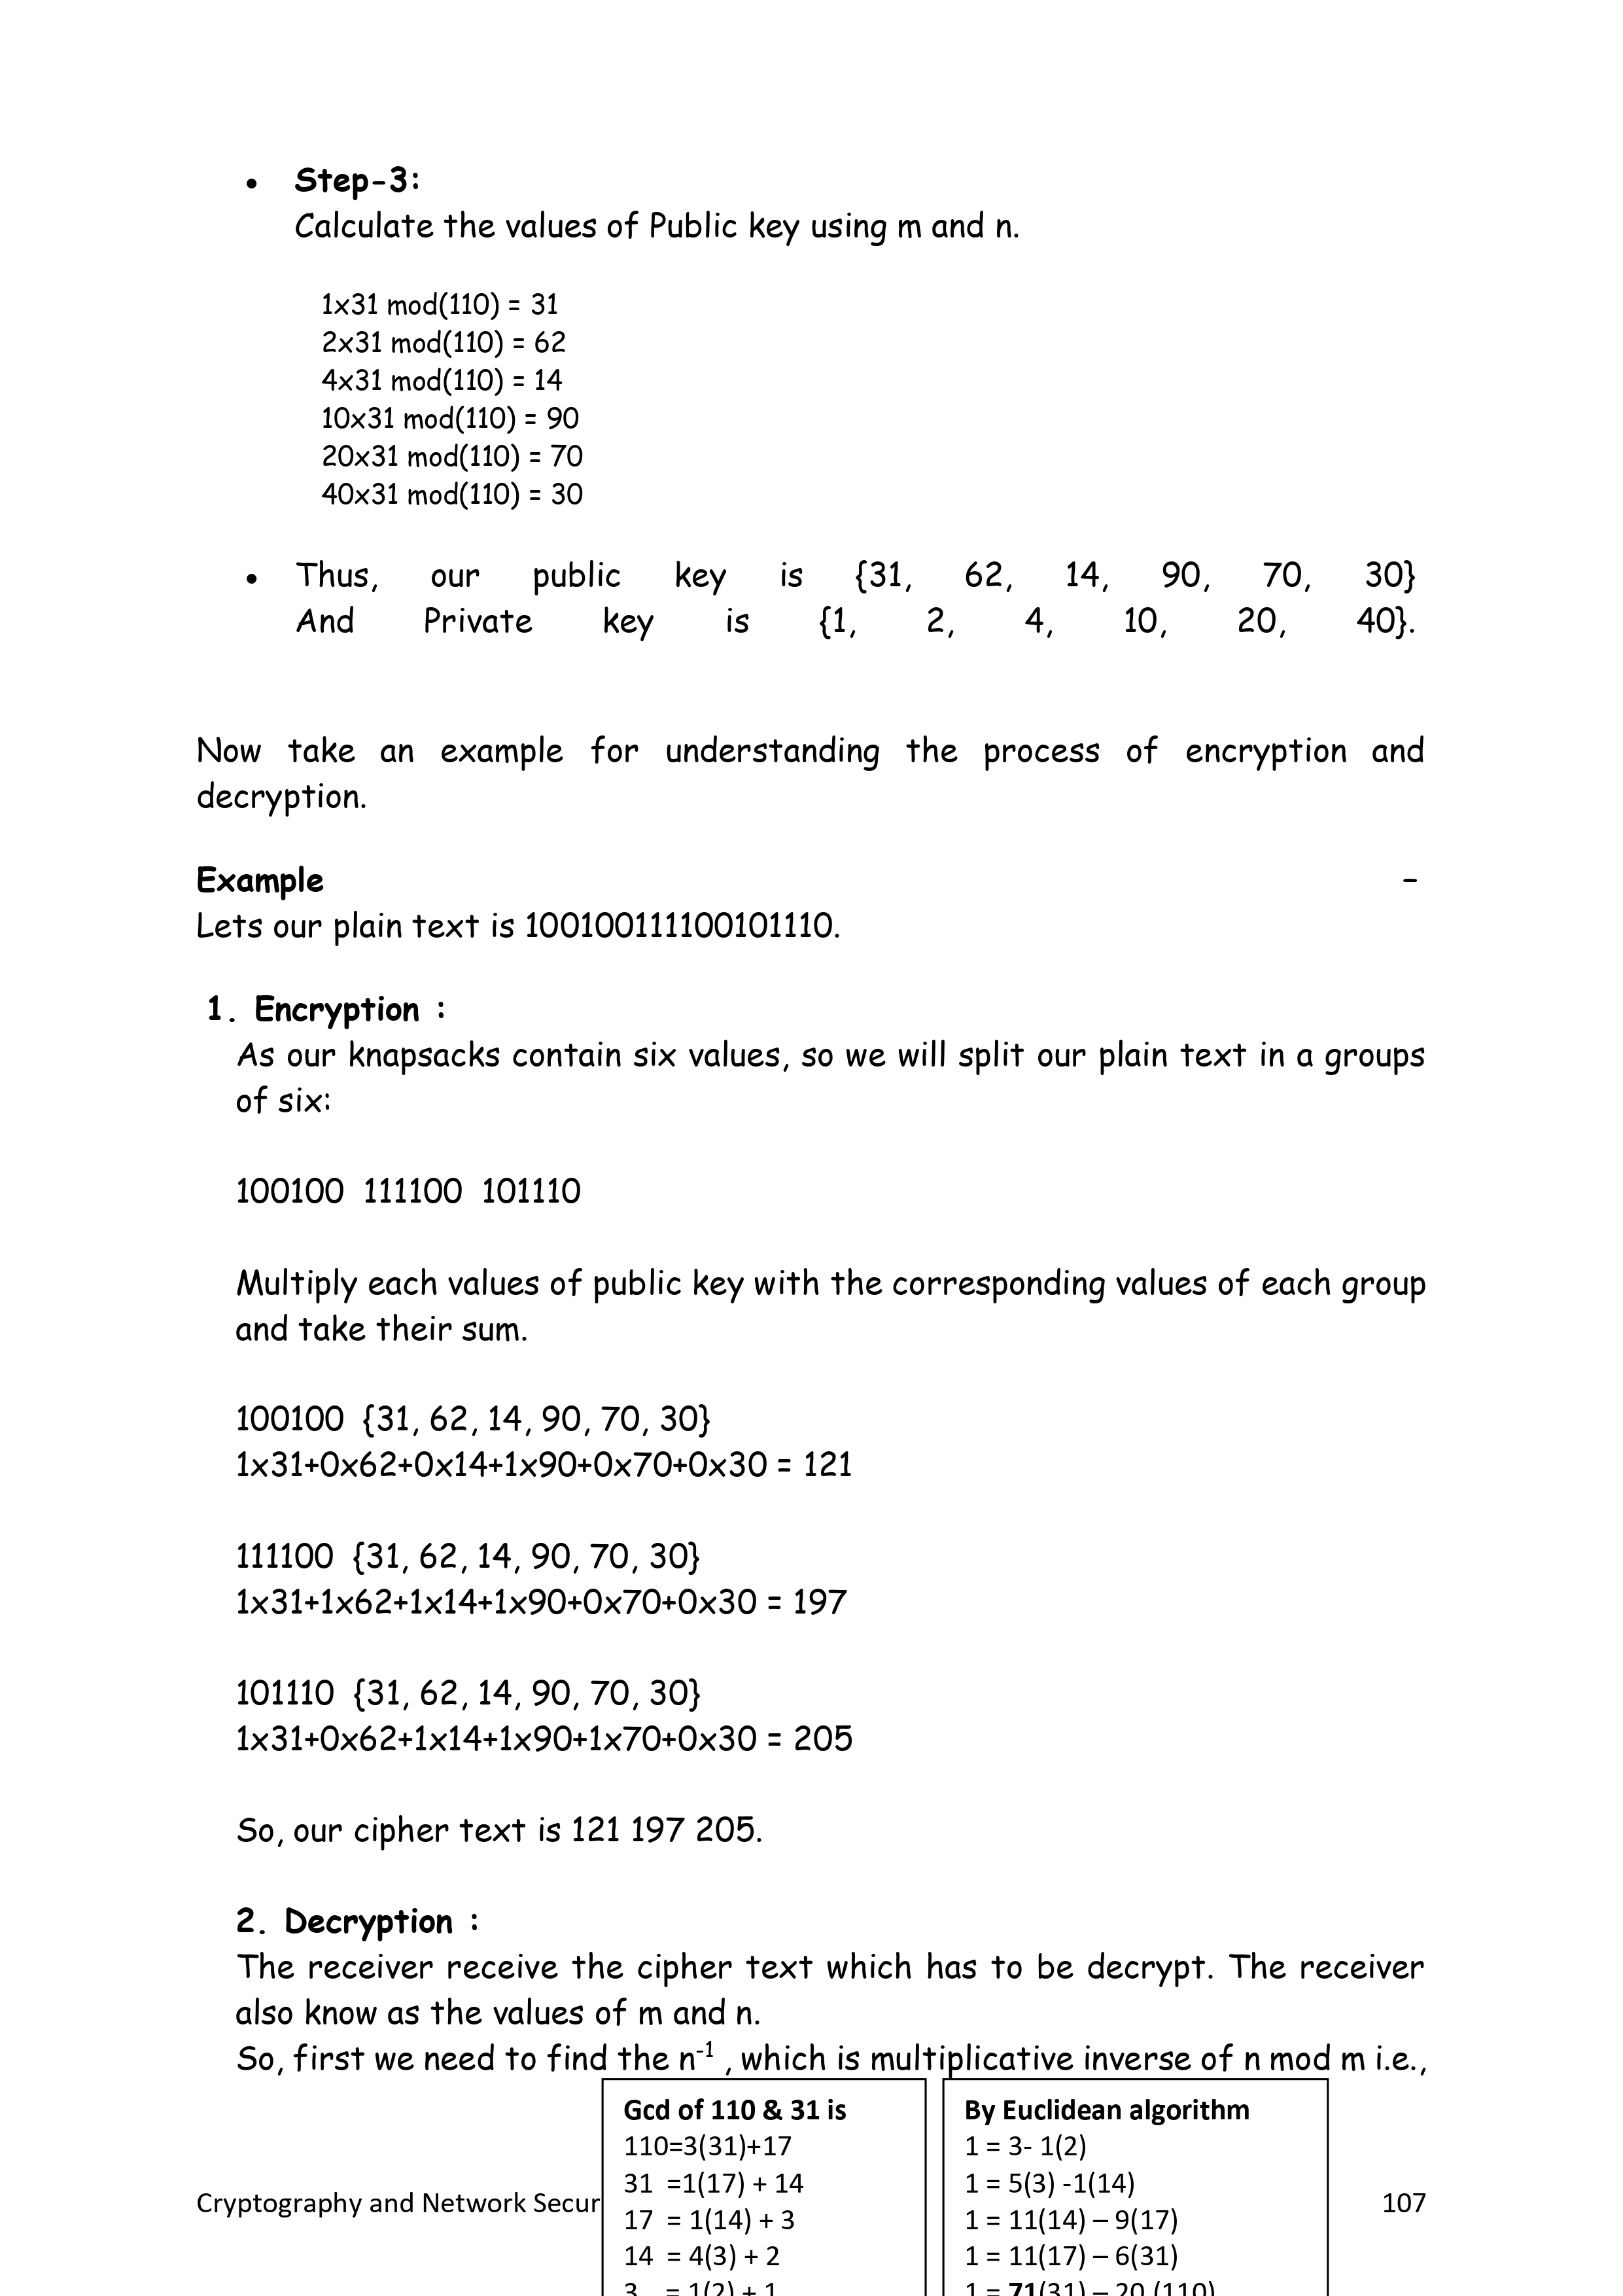 • Step-3:
Calculate the values of Public key using m and n.
1x31 mod(110) = 31
2x31 mod(110) = 62
4x31 mod(110) = 14
10x31 mod(110) = 90
20x31 mod(110) = 70
40x31 mod(110) = 30
• Thus, our public key is {31, 62, 14, 90, 70, 30}
And Private key is {1, 2, 4, 10, 20, 40}.
Now take an example for understanding the process of encryption and
decryption.
Example –
Lets our plain text is 100100111100101110.
1. Encryption :
As our knapsacks contain six values, so we will split our plain text in a groups
of six:
100100 111100 101110
Multiply each values of public key with the corresponding values of each group
and take their sum.
100100 {31, 62, 14, 90, 70, 30}
1x31+0x62+0x14+1x90+0x70+0x30 = 121
111100 {31, 62, 14, 90, 70, 30}
1x31+1x62+1x14+1x90+0x70+0x30 = 197
101110 {31, 62, 14, 90, 70, 30}
1x31+0x62+1x14+1x90+1x70+0x30 = 205
So, our cipher text is 121 197 205.
2. Decryption :
The receiver receive the cipher text which has to be decrypt. The receiver
also know as the values of m and n.
So, first we need to find the n⁻¹ , which is multiplicative inverse of n mod m i.e.,
Gcd of 110 & 31 is
110=3(31)+17
31 =1(17) + 14
17 = 1(14) + 3
14 = 4(3) + 2
3 = 1(2) + 1
By Euclidean algorithm
1 = 3- 1(2)
1 = 5(3) -1(14)
1 = 11(14) – 9(17)
1 = 11(17) – 6(31)
1 = 71(31) – 20 (110)
Cryptography and Network Secur
107